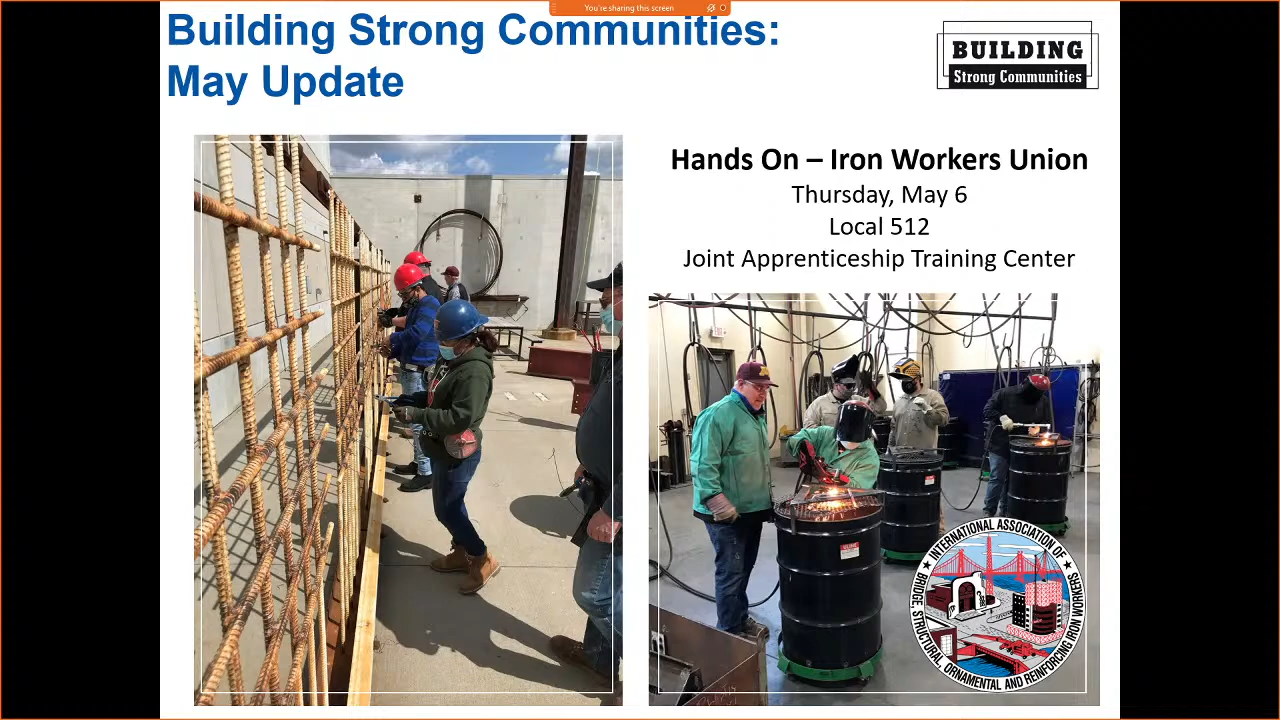 You're sharing this screen
Building Strong Communities:
May Update
BUILDING
Strong Communities
Hands On – Iron Workers Union
Thursday, May 6
Local 512
Joint Apprenticeship Training Center
INTERNATIONAL ASSOCIATION OF
BRIDGE, STRUCTURAL, ORNAMENTAL AND REINFORCING IRON WORKERS